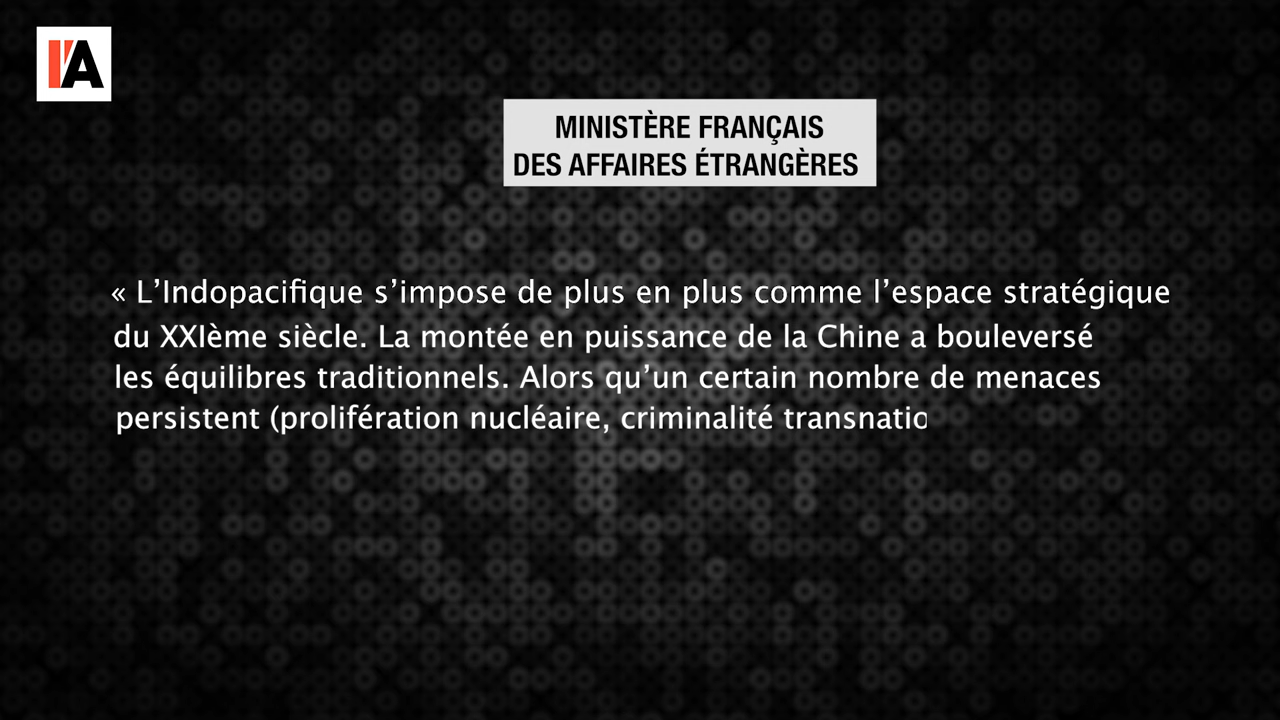 l'A
MINISTÈRE FRANÇAIS
DES AFFAIRES ÉTRANGÈRES
« L’Indopacifique s’impose de plus en plus comme l’espace stratégique
du XXIème siècle. La montée en puissance de la Chine a bouleversé
les équilibres traditionnels. Alors qu’un certain nombre de menaces
persistent (prolifération nucléaire, criminalité transnatio